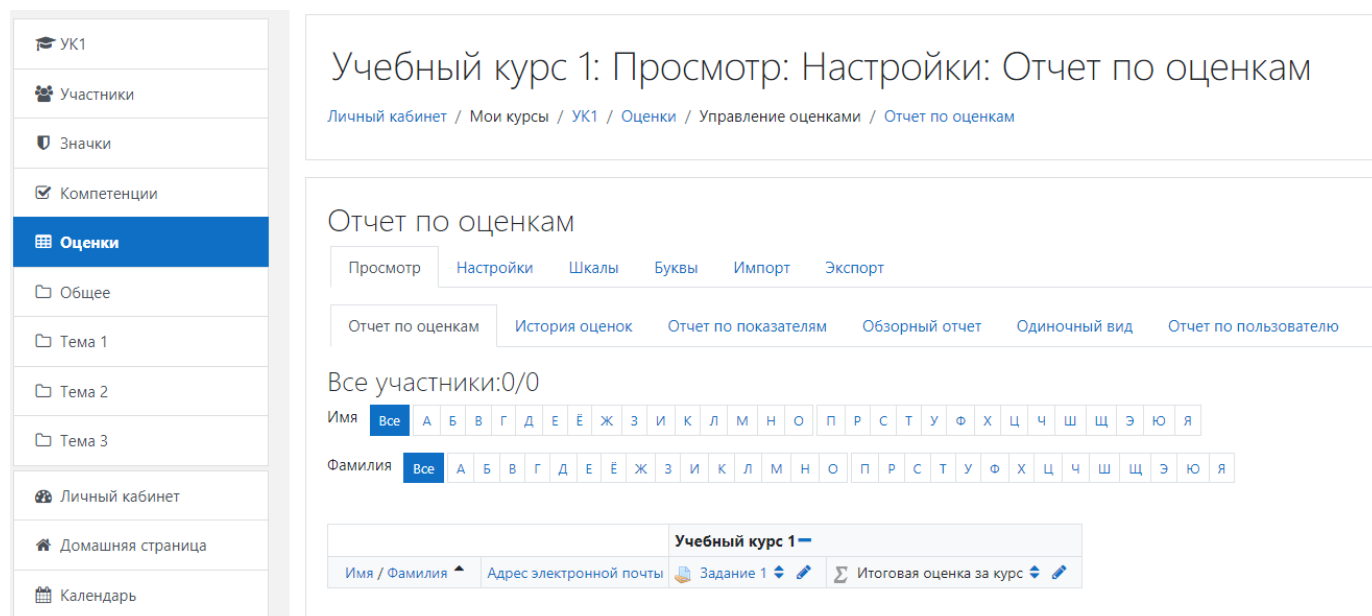 УК1
Участники
Значки
Компетенции
Оценки
Общее
Тема 1
Тема 2
Тема 3
Личный кабинет
Домашняя страница
Календарь
Учебный курс 1: Просмотр: Настройки: Отчет по оценкам
Личный кабинет / Мои курсы / УК1 / Оценки / Управление оценками / Отчет по оценкам
Отчет по оценкам
Просмотр Настройки Шкалы Буквы Импорт Экспорт
Отчет по оценкам История оценок Отчет по показателям Обзорный отчет Одиночный вид Отчет по пользователю
Все участники:0/0
Имя Все А Б В Г Д Е Ё Ж З И К Л М Н О П Р С Т У Ф Х Ц Ч Ш Щ Э Ю Я
Фамилия Все А Б В Г Д Е Ё Ж З И К Л М Н О П Р С Т У Ф Х Ц Ч Ш Щ Э Ю Я
Учебный курс 1
Имя / Фамилия Адрес электронной почты Задание 1 Σ Итоговая оценка за курс